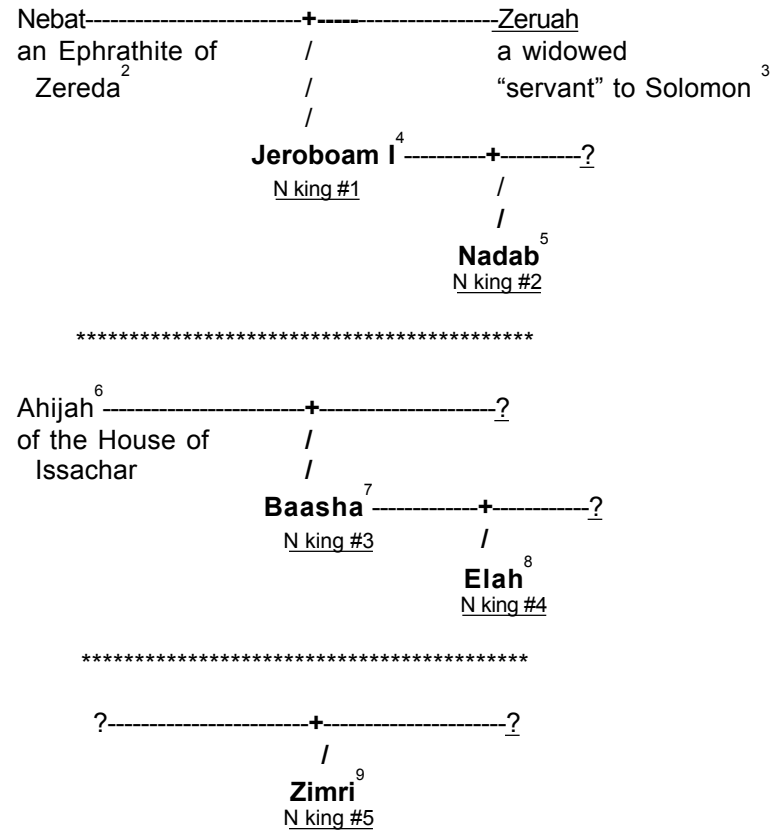 Nebat---------------------------+-----------------------Zeruah
an Ephrathite of / a widowed
Zereda2 / "servant" to Solomon 3
/
Jeroboam I4----------+----------?
N king #1 /
/
Nadab5
N king #2
*******************************************
Ahijah6-------------------------+----------------------?
of the House of /
Issachar /
Baasha7-------------+------------?
N king #3 /
Elah8
N king #4
******************************************
?-------------------------+-----------------------?
/
Zimri9
N king #5